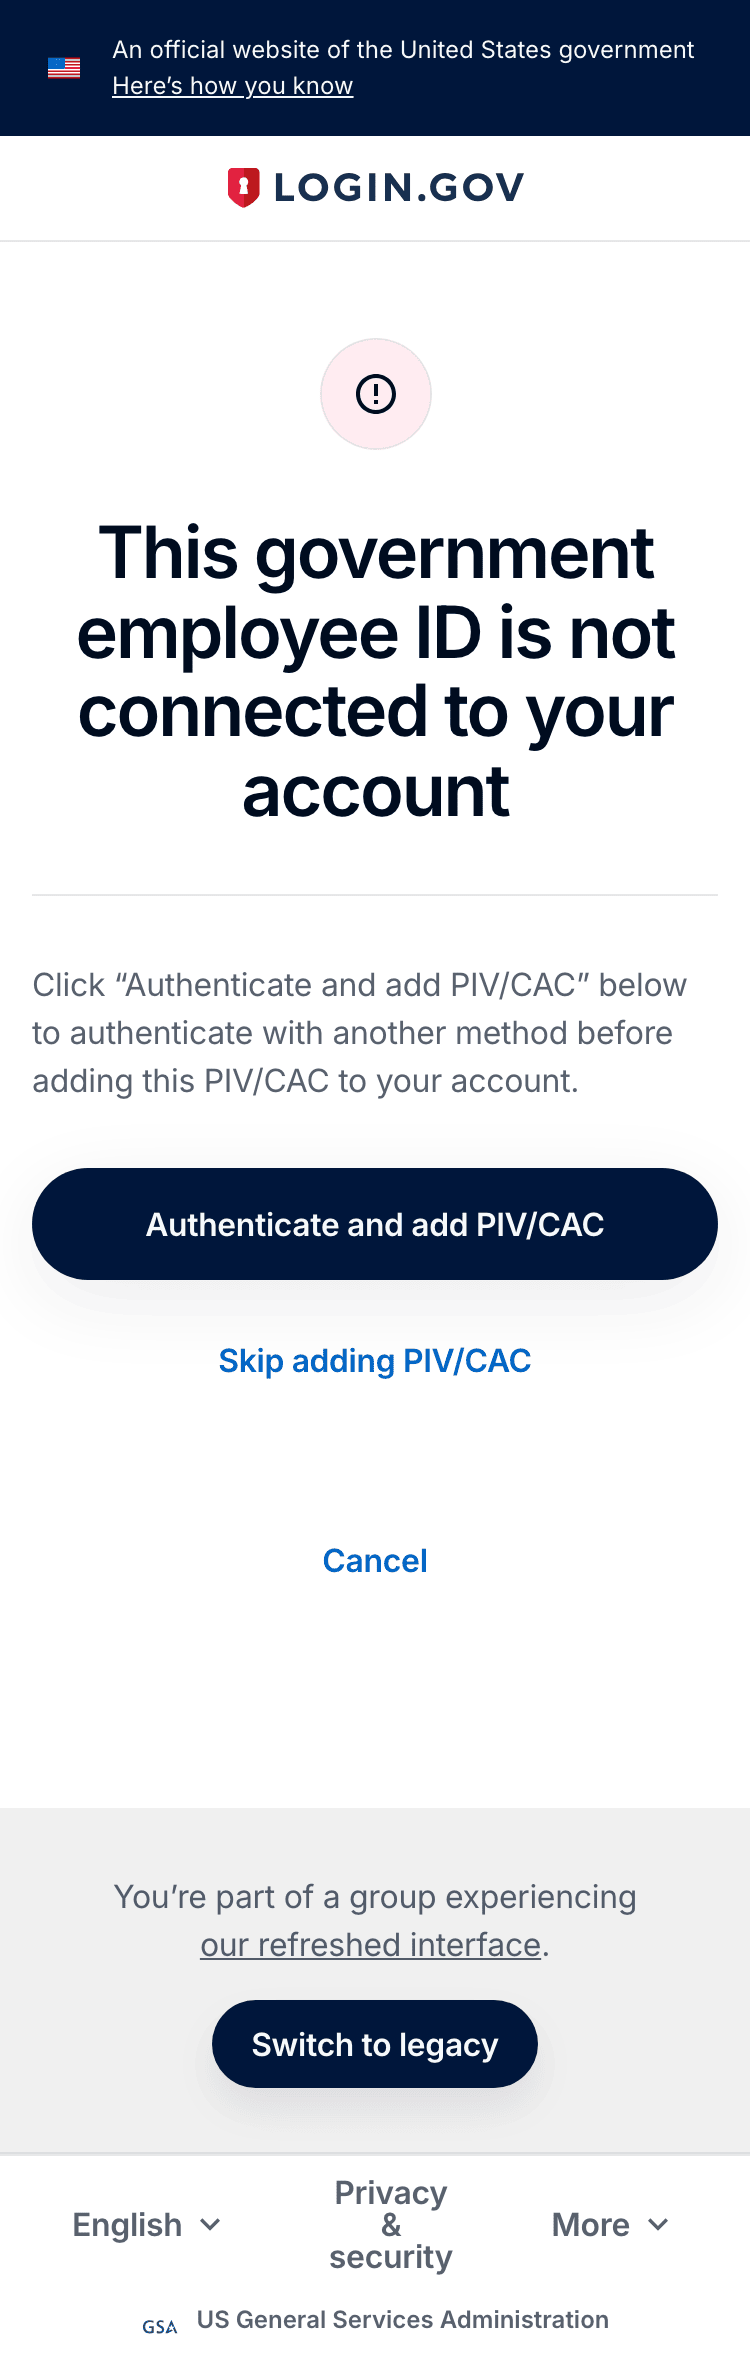 An official website of the United States government
Here’s how you know
LOGIN.GOV
This government
employee ID is not
connected to your
account
Click “Authenticate and add PIV/CAC” below
to authenticate with another method before
adding this PIV/CAC to your account.
Authenticate and add PIV/CAC
Skip adding PIV/CAC
Cancel
You’re part of a group experiencing
our refreshed interface.
Switch to legacy
English
Privacy
&
security
More
GSA US General Services Administration